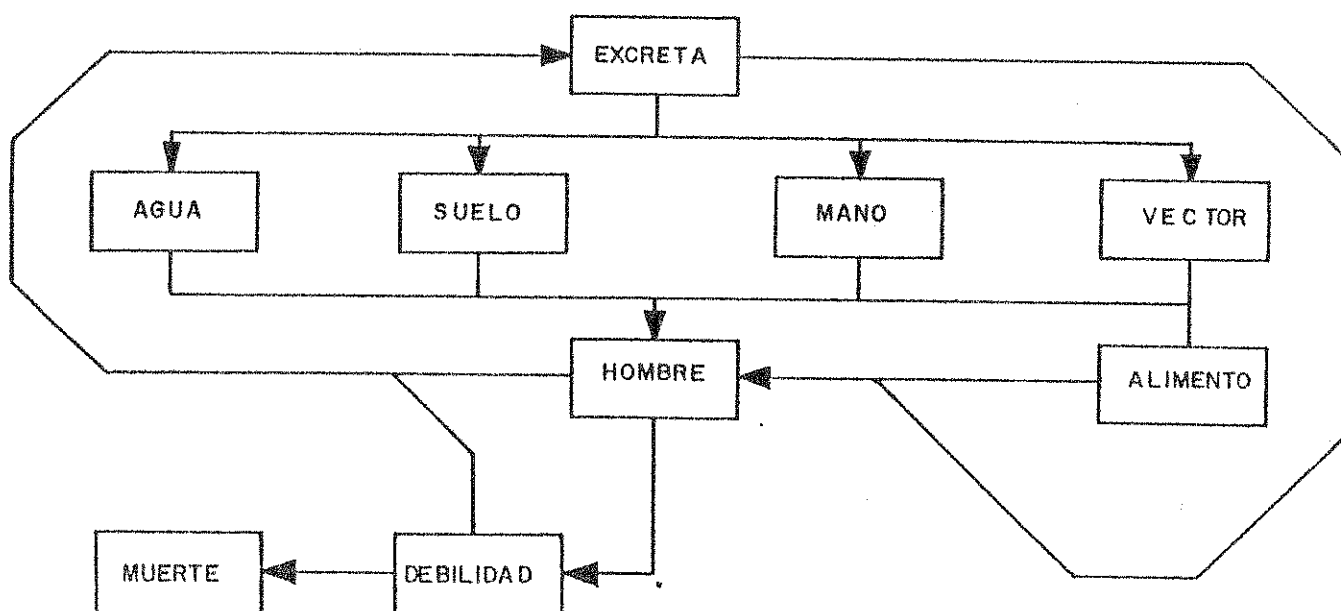 EXCRETA
AGUA
SUELO
MANO
VECTOR
HOMBRE
ALIMENTO
MUERTE
DEBILIDAD